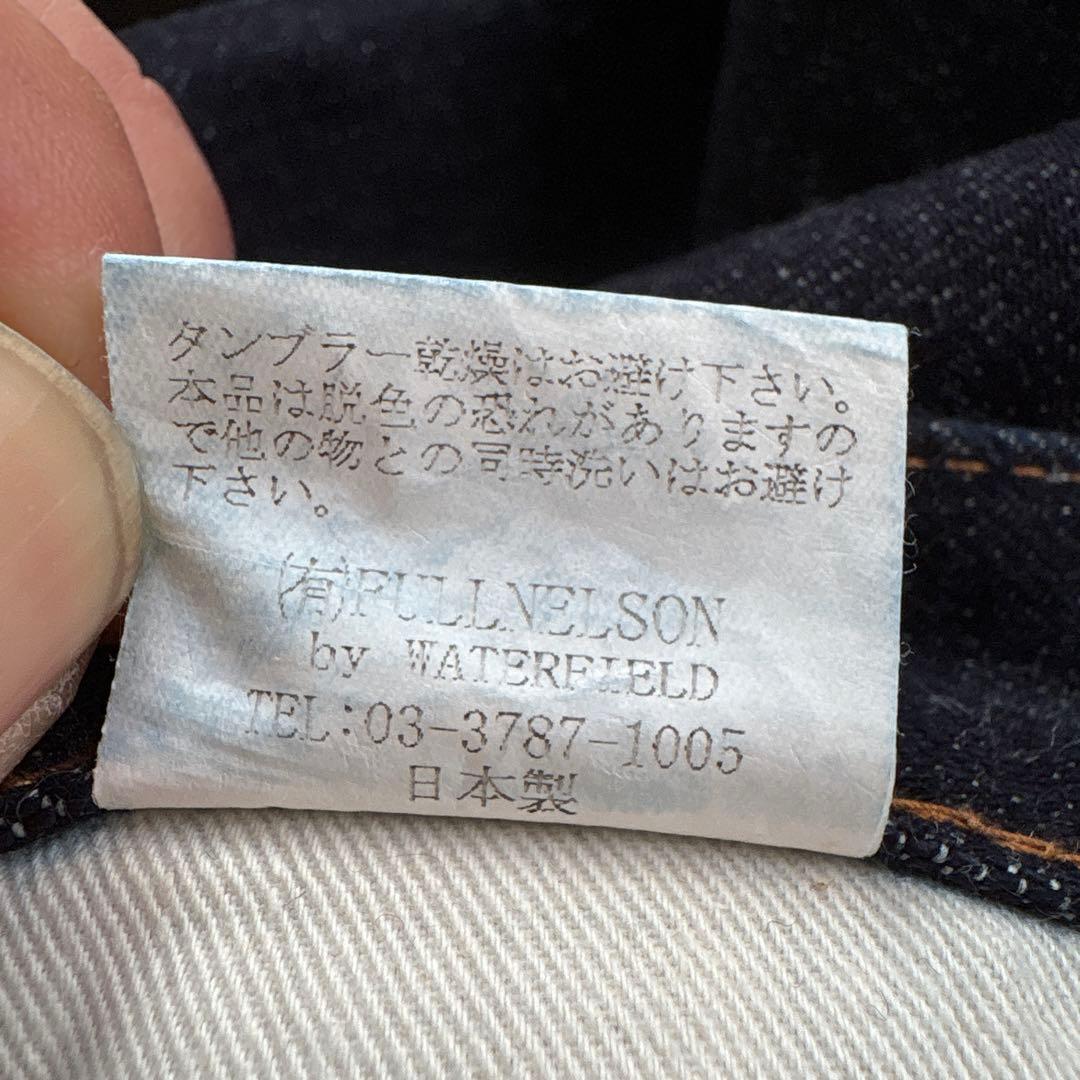 タンブラー乾燥はお避け下さい。
本品は脱色の恐れがありますの
で他の物との同時洗いはお避け
下さい。
(有)FULLNELSON
by WATERFIELD
TEL:03-3787-1005
日本製